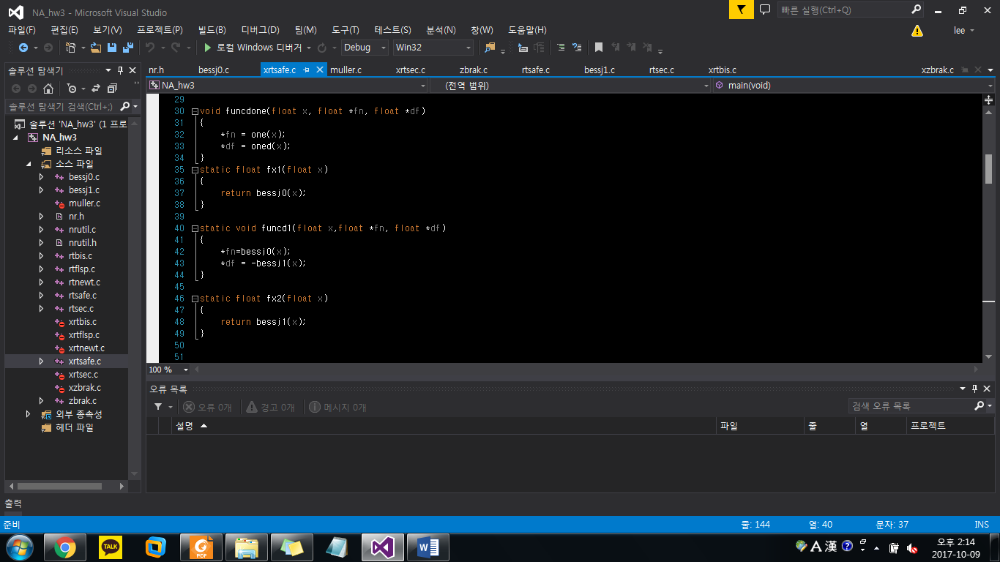 NA_hw3 - Microsoft Visual Studio
빠른 실행(Ctrl+Q)
파일(F) 편집(E) 보기(V) 프로젝트(P) 빌드(B) 디버그(D) 팀(M) 도구(T) 테스트(S) 분석(N) 창(W) 도움말(H)
lee
로컬 Windows 디버거 Debug Win32
솔루션 탐색기
nr.h bessj0.c xrtsafe.c muller.c xrtsec.c zbrak.c rtsafe.c bessj1.c rtsec.c xrtbis.c xzbrak.c
NA_hw3 (전역 범위) main(void)
솔루션 탐색기 검색(Ctrl+;)
솔루션 'NA_hw3' (1 프로
NA_hw3
리소스 파일
소스 파일
bessj0.c
bessj1.c
muller.c
nr.h
nrutil.c
nrutil.h
rtbis.c
rtflsp.c
rtnewt.c
rtsafe.c
rtsec.c
xrtbis.c
xrtflsp.c
xrtnewt.c
xrtsafe.c
xrtsec.c
xzbrak.c
zbrak.c
외부 종속성
헤더 파일
29
30 void funcdone(float x, float *fn, float *df)
31 {
32 *fn = one(x);
33 *df = oned(x);
34 }
35 static float fx1(float x)
36 {
37 return bessj0(x);
38 }
39
40 static void funcd1(float x,float *fn, float *df)
41 {
42 *fn=bessj0(x);
43 *df = -bessj1(x);
44 }
45
46 static float fx2(float x)
47 {
48 return bessj1(x);
49 }
50
51
100 %
오류 목록
오류 0개 경고 0개 메시지 0개
검색 오류 목록
설명 파일 줄 열 프로젝트
출력
준비 줄: 144 열: 40 문자: 37 INS
TALK
PDF
A 漢
오후 2:14
2017-10-09